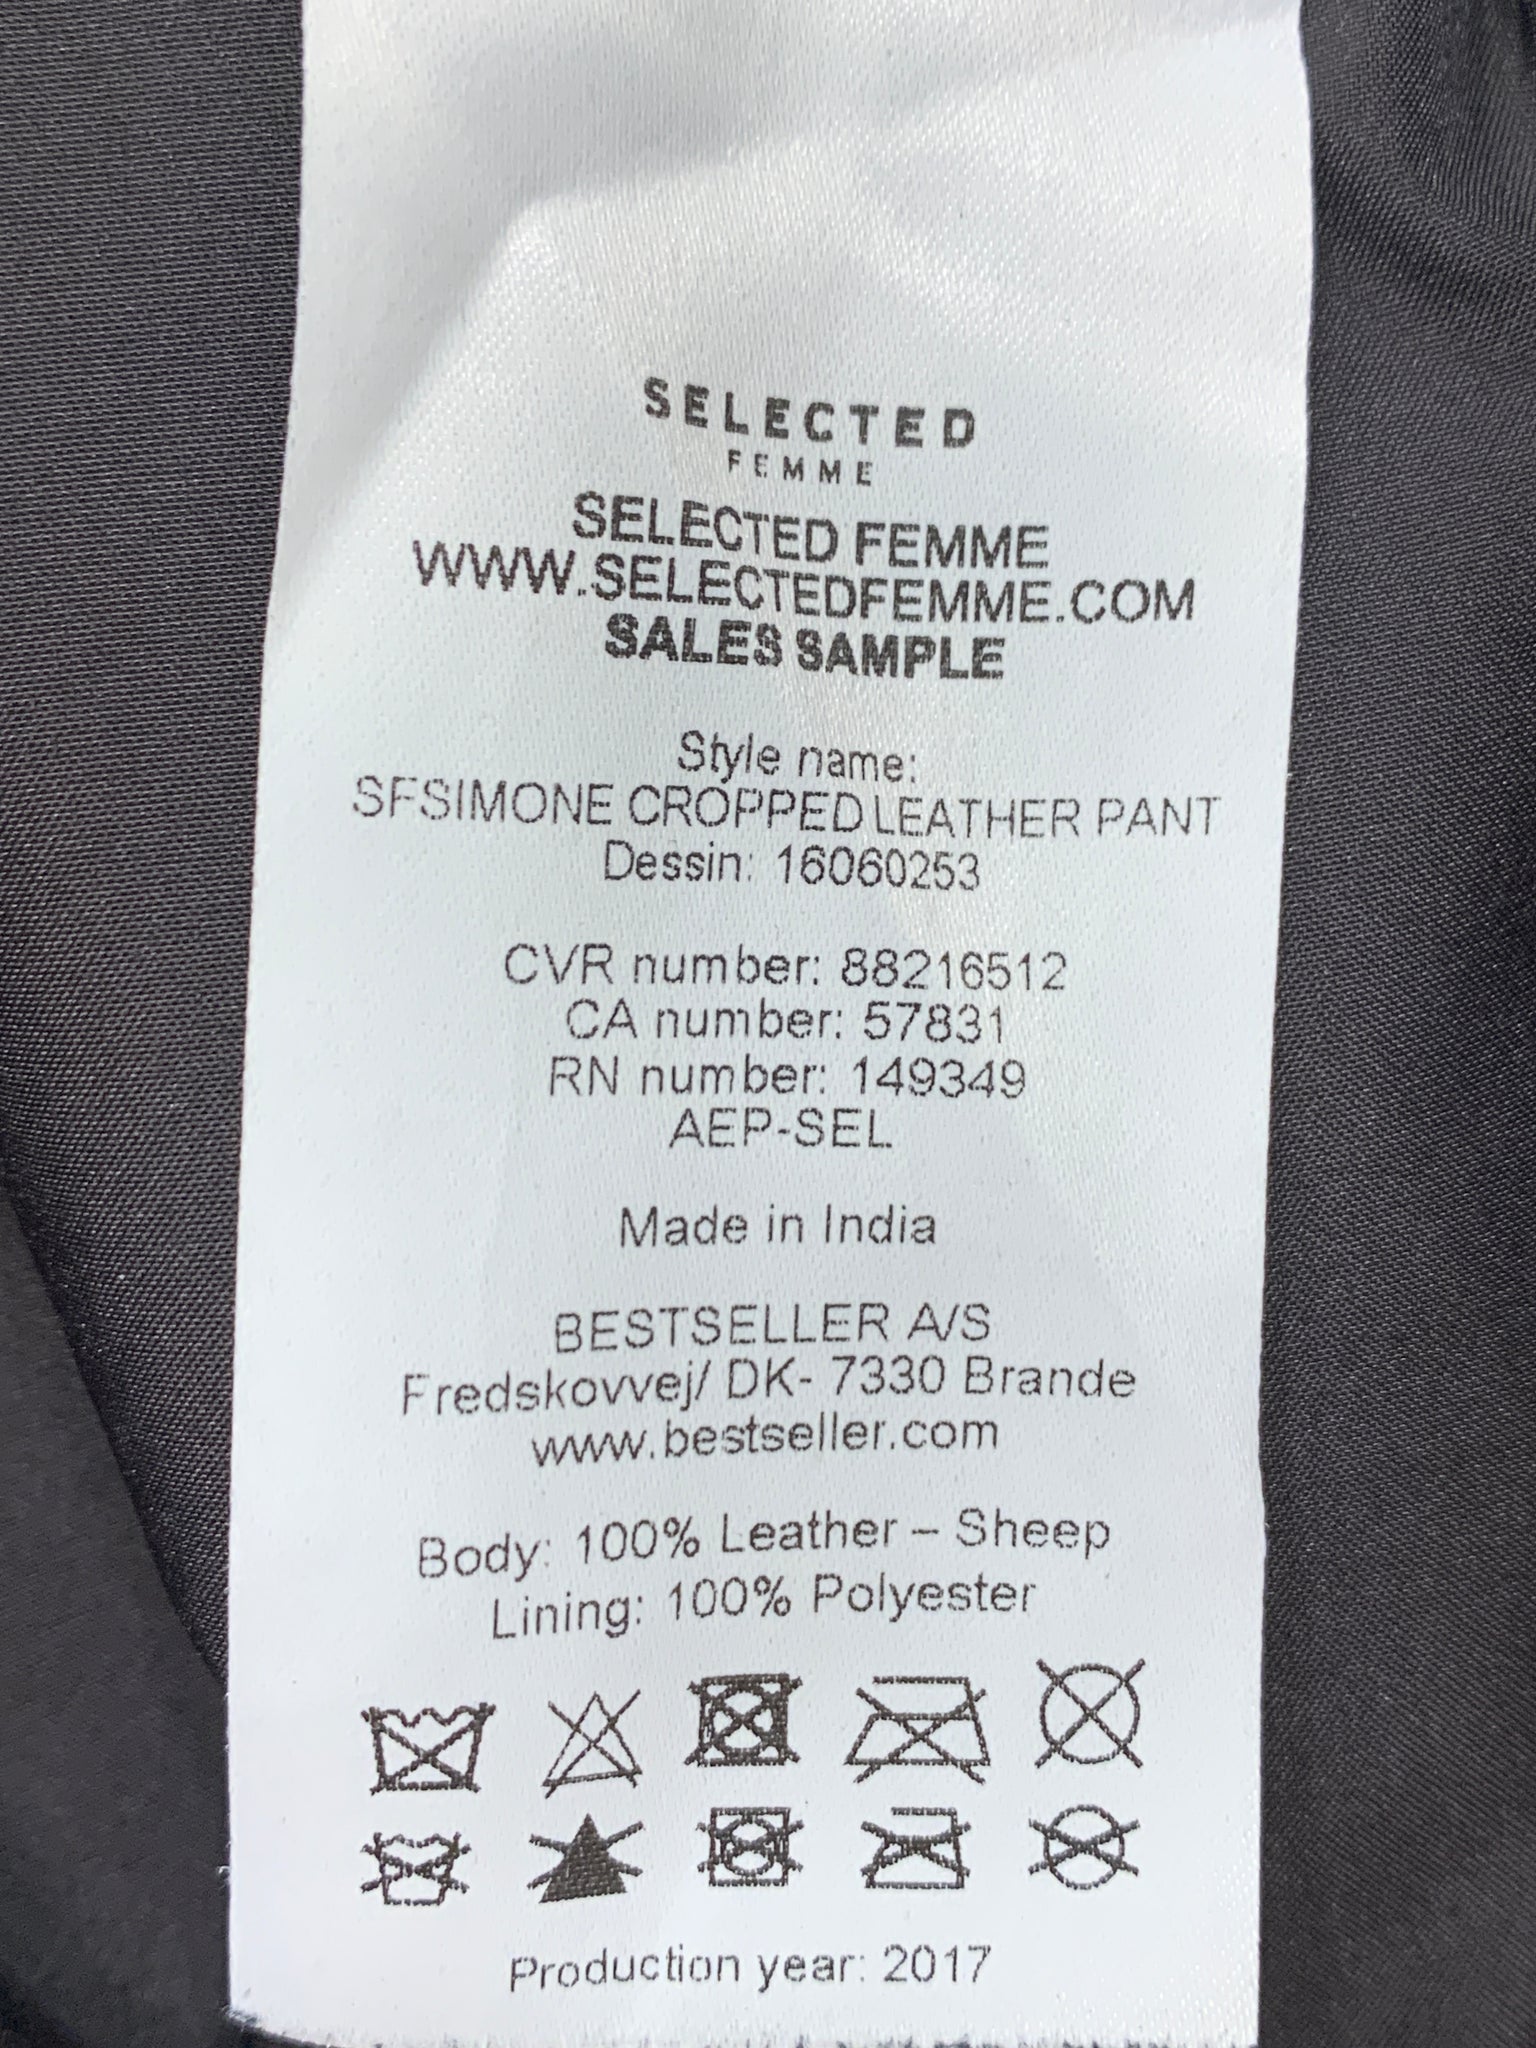 SELECTED
FEMME
SELECTED FEMME
WWW.SELECTEDFEMME.COM
SALES SAMPLE
Style name:
SFSIMONE CROPPED LEATHER PANT
Dessin: 16060253
CVR number: 88216512
CA number: 57831
RN number: 149349
AEP-SEL
Made in India
BESTSELLER A/S
Fredskovvej/ DK- 7330 Brande
www.bestseller.com
Body: 100% Leather – Sheep
Lining: 100% Polyester
Production year: 2017